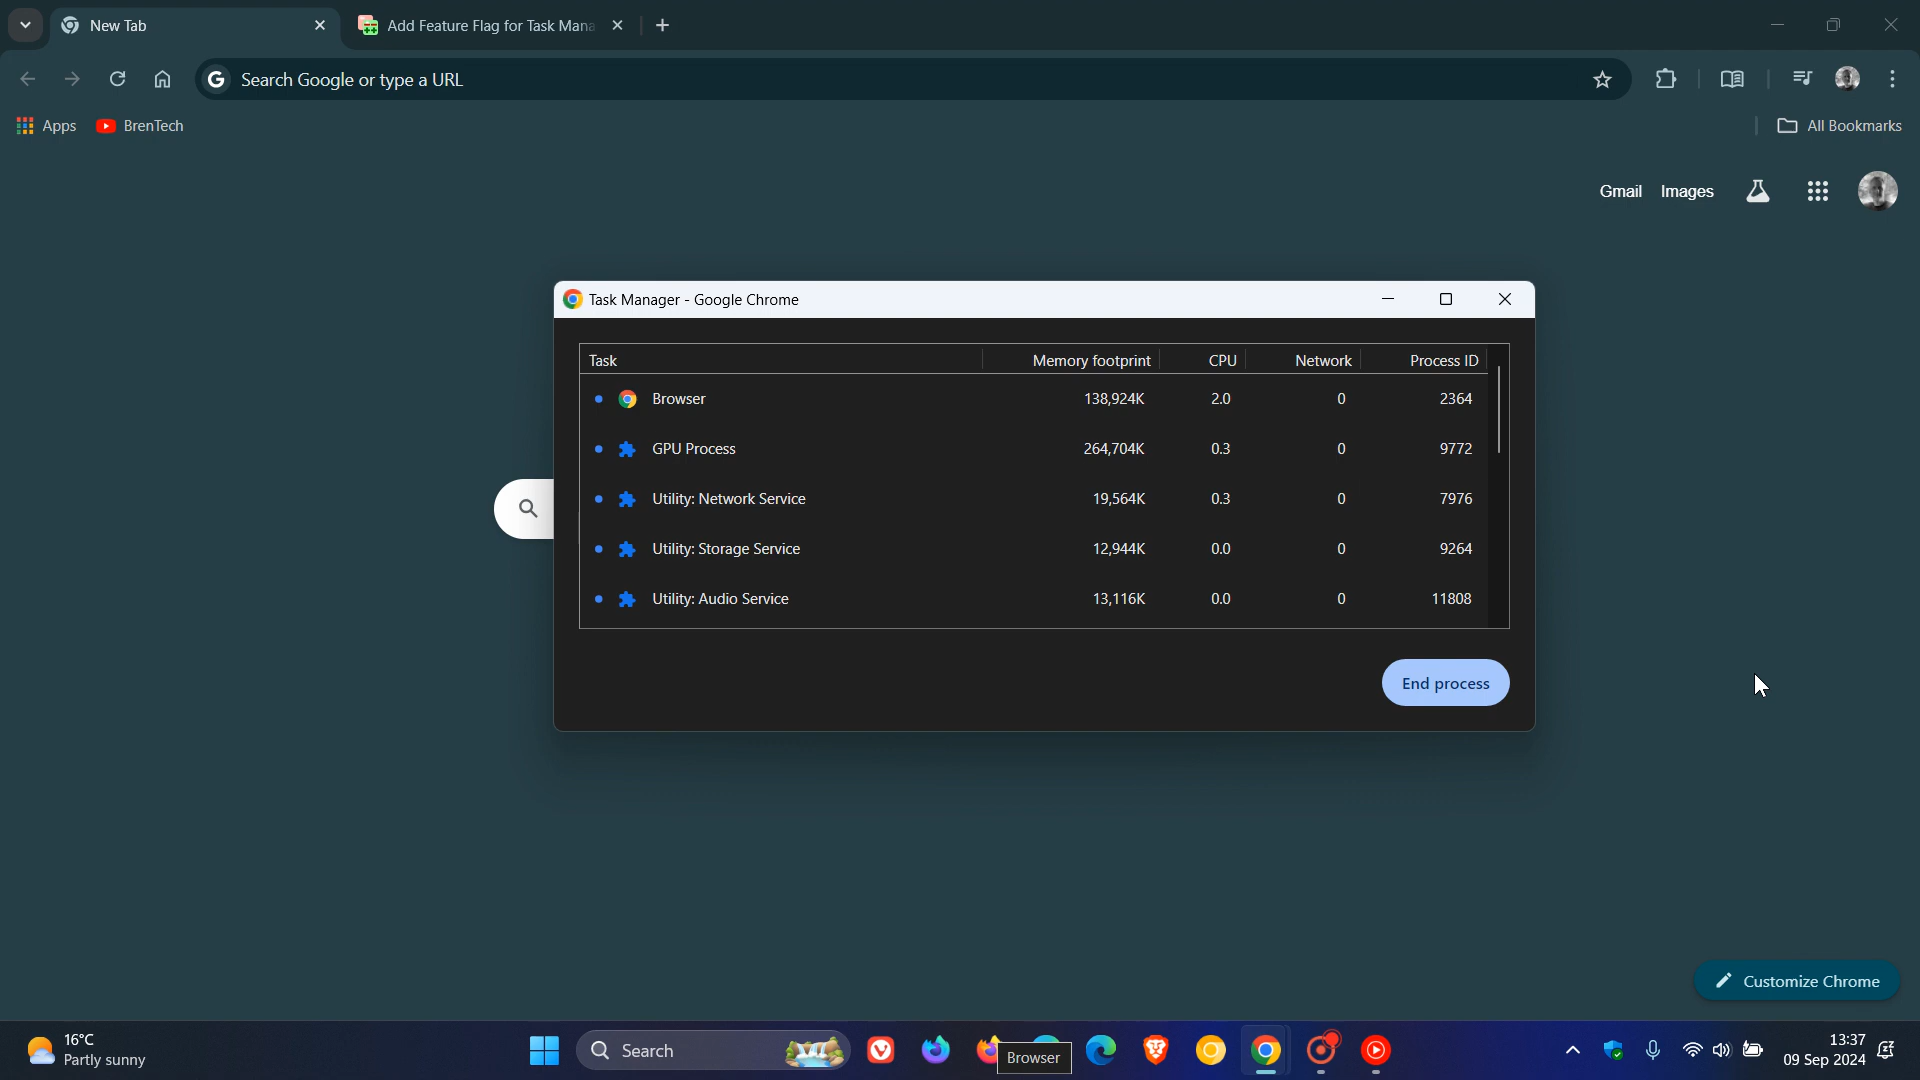 New Tab
Add Feature Flag for Task Mana
Search Google or type a URL
Apps
BrenTech
All Bookmarks
Gmail
Images
Task Manager - Google Chrome
Task Memory footprint CPU Network Process ID
Browser 138,924K 2.0 0 2364
GPU Process 264,704K 0.3 0 9772
Utility: Network Service 19,564K 0.3 0 7976
Utility: Storage Service 12,944K 0.0 0 9264
Utility: Audio Service 13,116K 0.0 0 11808
End process
Customize Chrome
16°C
Partly sunny
Search
Browser
13:37
09 Sep 2024